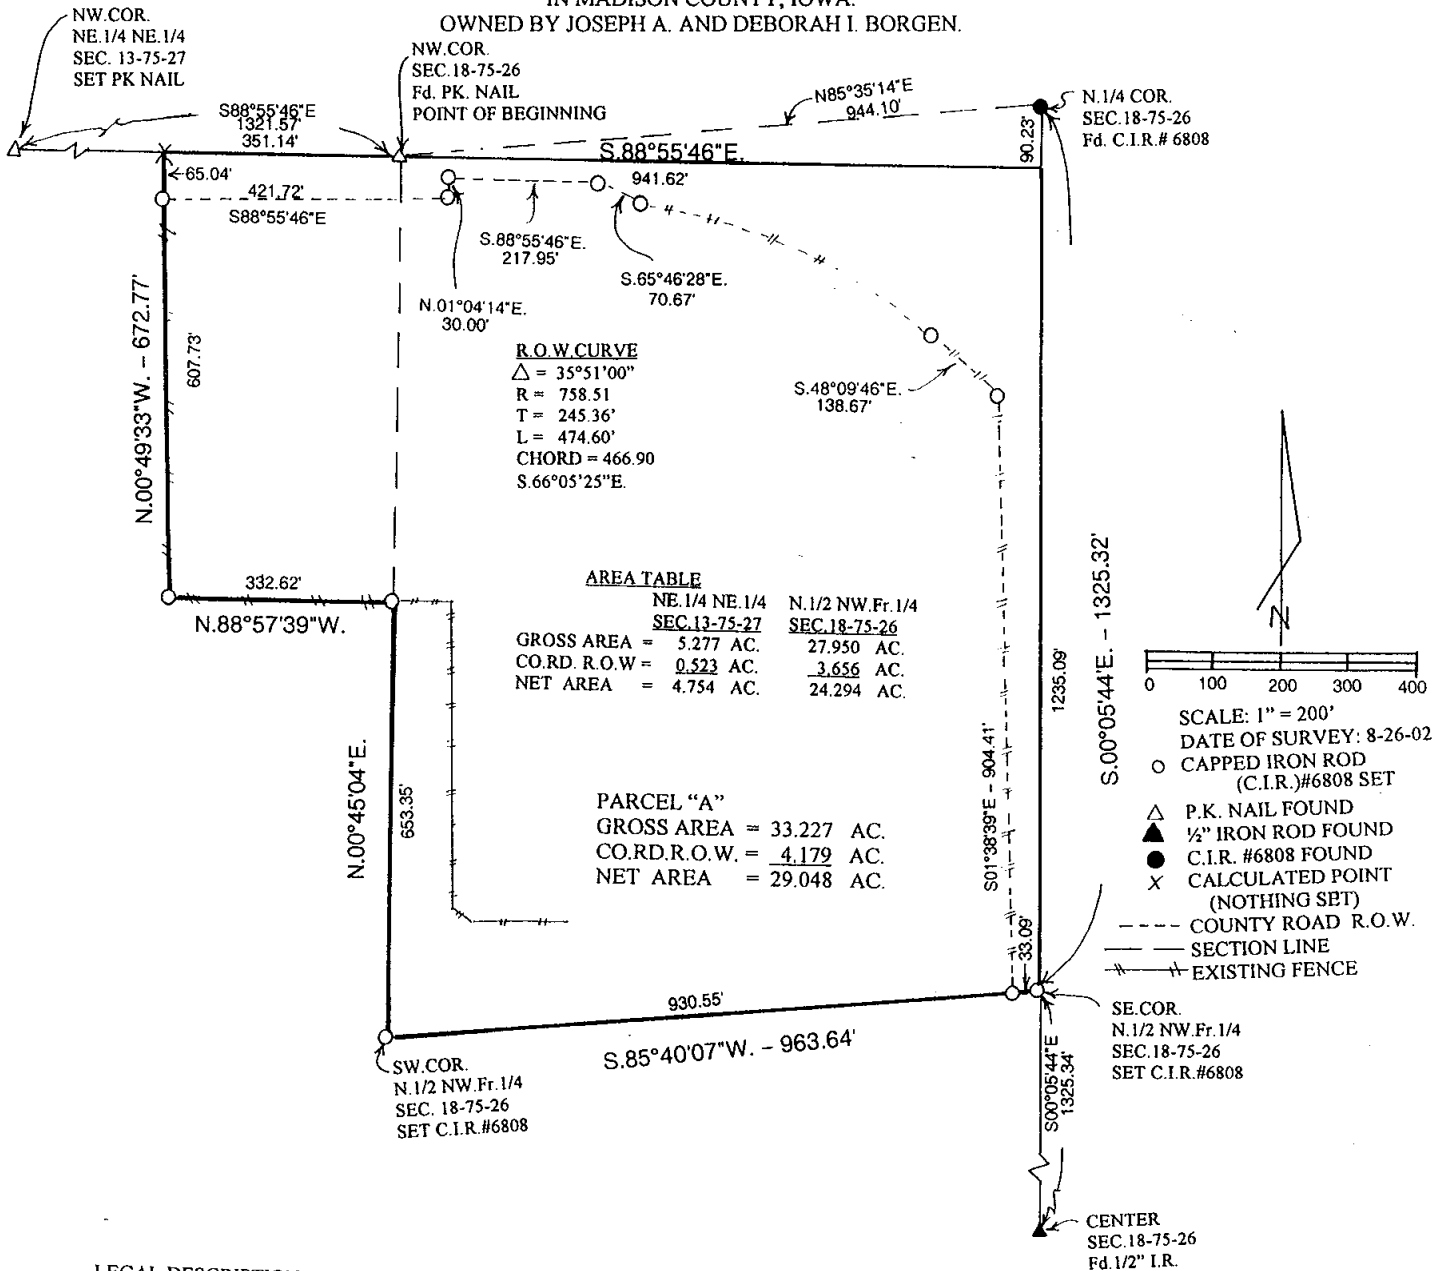 IN MADISON COUNTY, IOWA.
OWNED BY JOSEPH A. AND DEBORAH I. BORGEN.
NW.COR.
NE.1/4 NE.1/4
SEC. 13-75-27
SET PK NAIL
NW.COR.
SEC.18-75-26
Fd. PK. NAIL
POINT OF BEGINNING
N85°35'14"E
944.10'
N.1/4 COR.
SEC.18-75-26
Fd. C.I.R.# 6808
S88°55'46"E
1321.57'
351.14'
90.23'
S.88°55'46"E.
941.62'
65.04'
421.72'
S88°55'46"E
S.88°55'46"E.
217.95'
S.65°46'28"E.
70.67'
N.01°04'14"E.
30.00'
N.00°49'33"W. – 672.77'
607.73'
R.O.W.CURVE
△ = 35°51'00"
R = 758.51
T = 245.36'
L = 474.60'
CHORD = 466.90
S.66°05'25"E.
S.48°09'46"E.
138.67'
332.62'
N.88°57'39"W.
AREA TABLE
NE.1/4 NE.1/4 N.1/2 NW.Fr.1/4
SEC.13-75-27 SEC.18-75-26
GROSS AREA = 5.277 AC. 27.950 AC.
CO.RD. R.O.W = 0.523 AC. 3.656 AC.
NET AREA = 4.754 AC. 24.294 AC.
S.00°05'44'E. – 1325.32'
1235.09'
N
0 100 200 300 400
SCALE: 1" = 200'
DATE OF SURVEY: 8-26-02
CAPPED IRON ROD
(C.I.R.)#6808 SET
P.K. NAIL FOUND
½" IRON ROD FOUND
C.I.R. #6808 FOUND
X CALCULATED POINT
(NOTHING SET)
COUNTY ROAD R.O.W.
SECTION LINE
EXISTING FENCE
N.00°45'04"E.
653.35'
PARCEL "A"
GROSS AREA = 33.227 AC.
CO.RD.R.O.W. = 4.179 AC.
NET AREA = 29.048 AC.
S01°38'39"E – 904.41'
33.09'
930.55'
S.85°40'07"W. – 963.64'
SW.COR.
N.1/2 NW.Fr.1/4
SEC. 18-75-26
SET C.I.R.#6808
SE.COR.
N.1/2 NW.Fr.1/4
SEC.18-75-26
SET C.I.R.#6808
S00°05'44"E
1325.34'
CENTER
SEC.18-75-26
Fd.1/2" I.R.
LEGAL DESCRIPTION